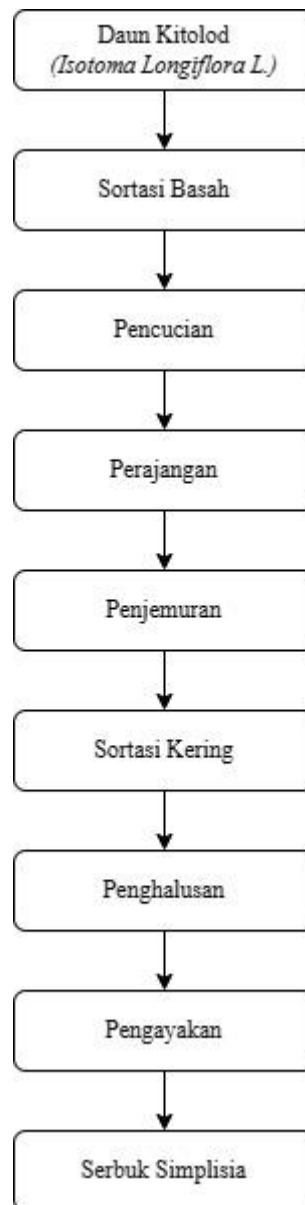 Daun Kitolod
(Isotoma Longiflora L.)
Sortasi Basah
Pencucian
Perajangan
Penjemuran
Sortasi Kering
Penghalusan
Pengayakan
Serbuk Simplisia